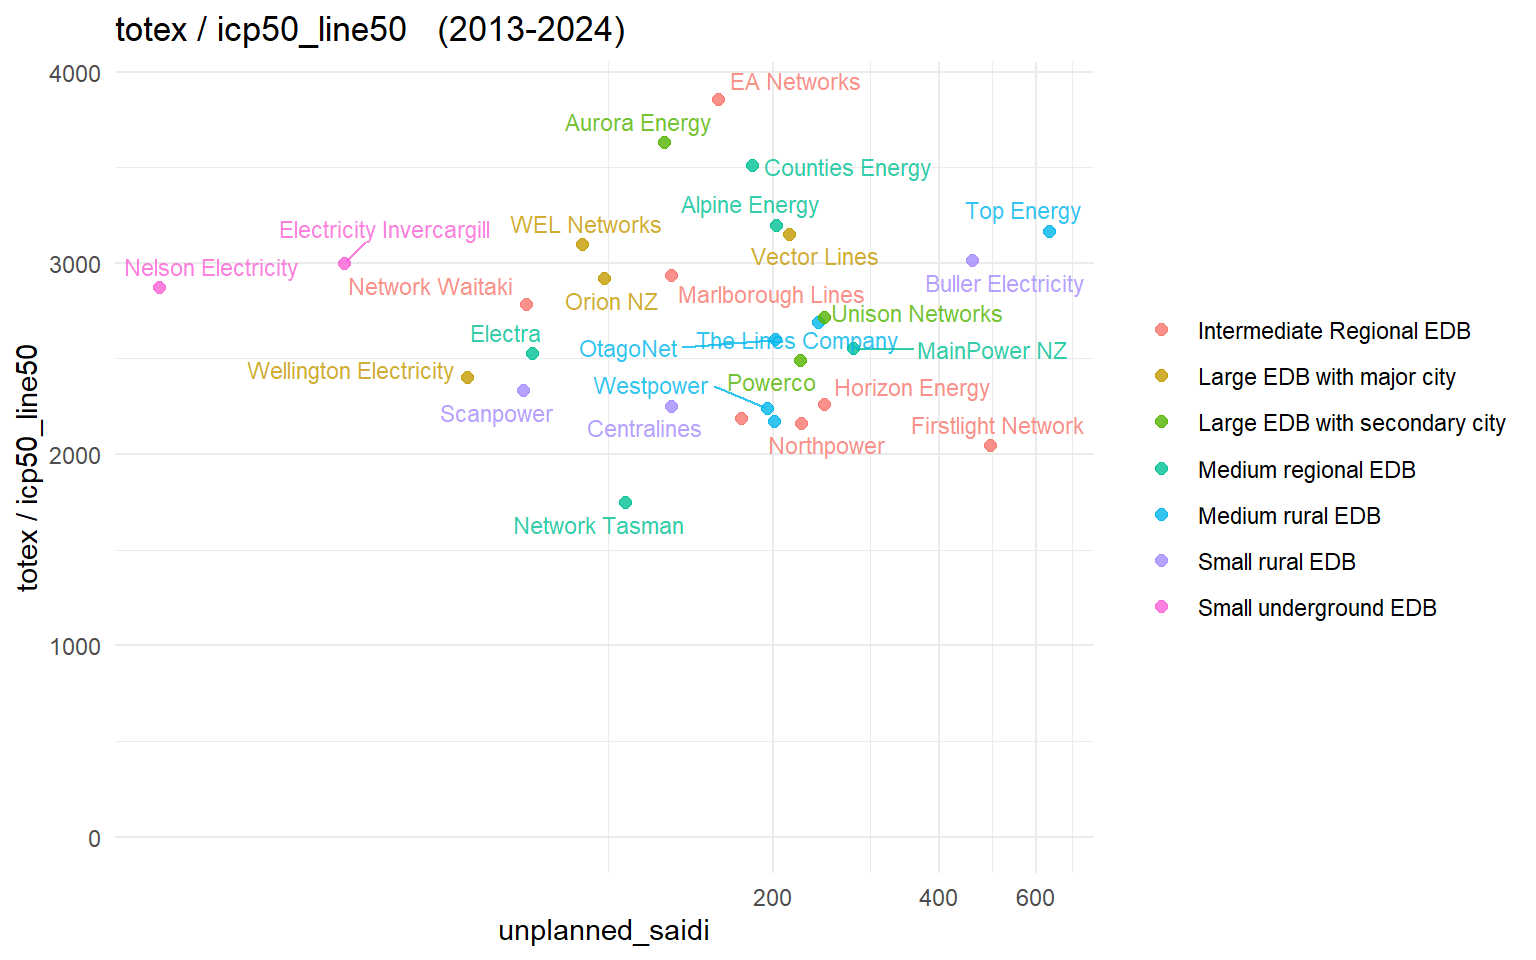 totex / icp50_line50   (2013-2024)
totex / icp50_line50
4000
3000
2000
1000
0
EA Networks
Aurora Energy
Counties Energy
Alpine Energy
Top Energy
Electricity Invercargill
WEL Networks
Vector Lines
Nelson Electricity
Buller Electricity
Network Waitaki
Marlborough Lines
Orion NZ
Unison Networks
Electra
The Lines Company
OtagoNet
MainPower NZ
Wellington Electricity
Powerco
Westpower
Horizon Energy
Scanpower
Centralines
Firstlight Network
Northpower
Network Tasman
200
400
600
unplanned_saidi
Intermediate Regional EDB
Large EDB with major city
Large EDB with secondary city
Medium regional EDB
Medium rural EDB
Small rural EDB
Small underground EDB